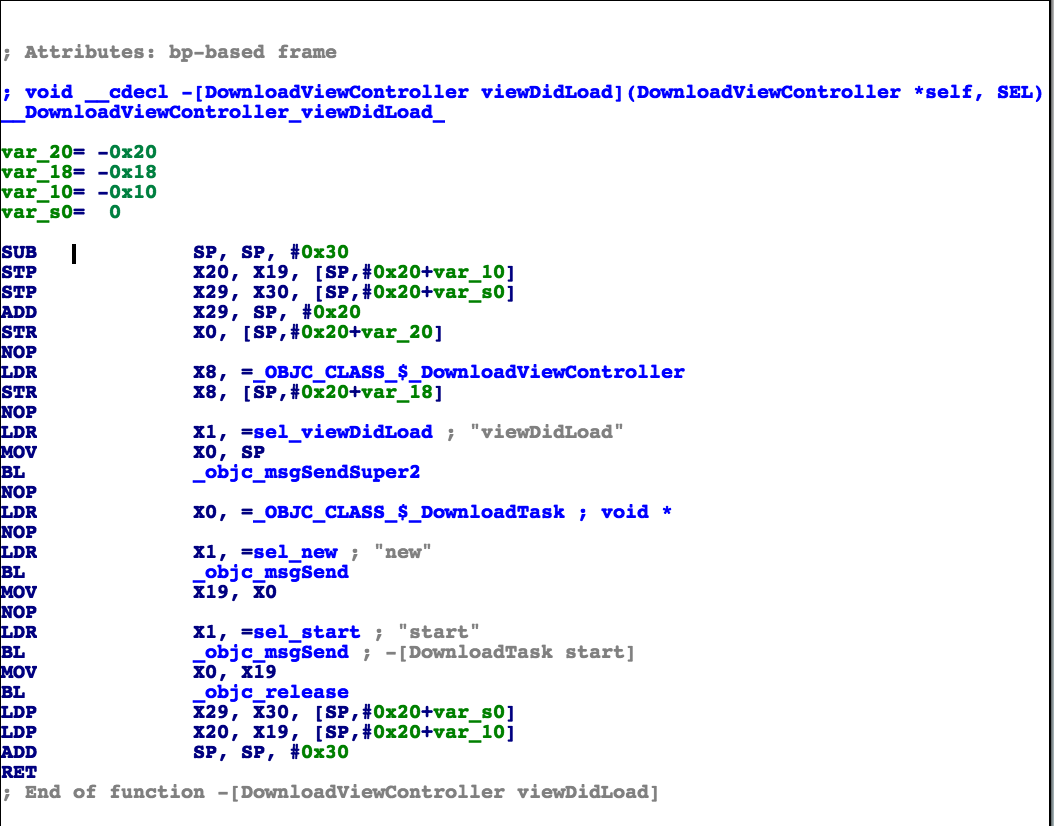 ; Attributes: bp-based frame
; void __cdecl -[DownloadViewController viewDidLoad](DownloadViewController *self, SEL)
__DownloadViewController_viewDidLoad_
var_20= -0x20
var_18= -0x18
var_10= -0x10
var_s0=  0
SUB             SP, SP, #0x30
STP             X20, X19, [SP,#0x20+var_10]
STP             X29, X30, [SP,#0x20+var_s0]
ADD             X29, SP, #0x20
STR             X0, [SP,#0x20+var_20]
NOP
LDR             X8, =_OBJC_CLASS_$_DownloadViewController
STR             X8, [SP,#0x20+var_18]
NOP
LDR             X1, =sel_viewDidLoad ; "viewDidLoad"
MOV             X0, SP
BL              _objc_msgSendSuper2
NOP
LDR             X0, =_OBJC_CLASS_$_DownloadTask ; void *
NOP
LDR             X1, =sel_new ; "new"
BL              _objc_msgSend
MOV             X19, X0
NOP
LDR             X1, =sel_start ; "start"
BL              _objc_msgSend ; -[DownloadTask start]
MOV             X0, X19
BL              _objc_release
LDP             X29, X30, [SP,#0x20+var_s0]
LDP             X20, X19, [SP,#0x20+var_10]
ADD             SP, SP, #0x30
RET
; End of function -[DownloadViewController viewDidLoad]